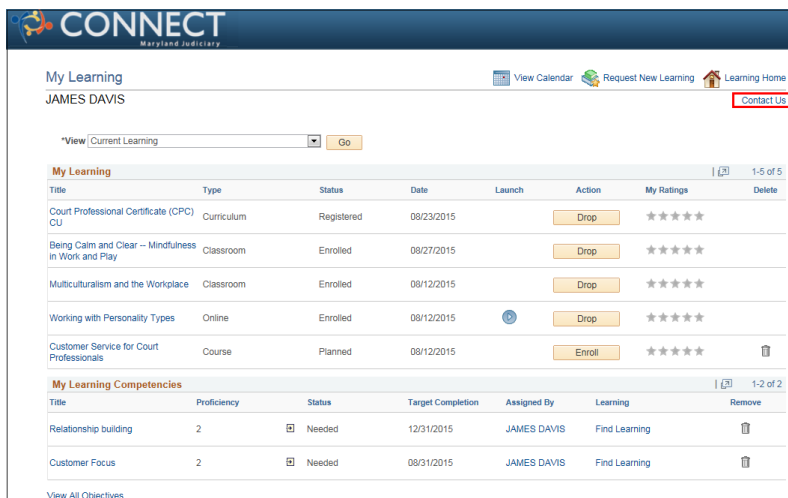 CONNECT
Maryland Judiciary
My Learning View Calendar Request New Learning Learning Home
JAMES DAVIS Contact Us
*View Current Learning Go
My Learning 1-5 of 5
Title Type Status Date Launch Action My Ratings Delete
Court Professional Certificate (CPC)
CU Curriculum Registered 08/23/2015 Drop
Being Calm and Clear -- Mindfulness
in Work and Play Classroom Enrolled 08/27/2015 Drop
Multiculturalism and the Workplace Classroom Enrolled 08/12/2015 Drop
Working with Personality Types Online Enrolled 08/12/2015 Drop
Customer Service for Court
Professionals Course Planned 08/12/2015 Enroll
My Learning Competencies 1-2 of 2
Title Proficiency Status Target Completion Assigned By Learning Remove
Relationship building 2 Needed 12/31/2015 JAMES DAVIS Find Learning
Customer Focus 2 Needed 08/31/2015 JAMES DAVIS Find Learning
View All Objectives